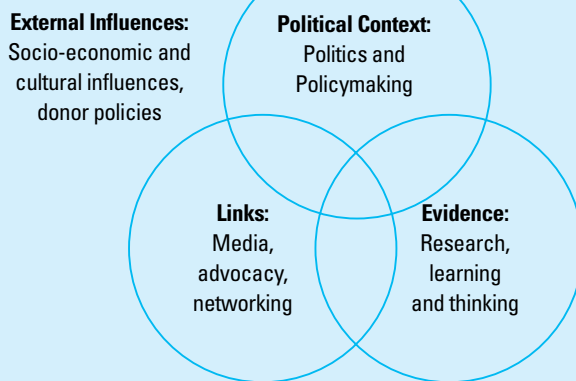 External Influences:
Socio-economic and
cultural influences,
donor policies
Political Context:
Politics and
Policymaking
Links:
Media,
advocacy,
networking
Evidence:
Research,
learning
and thinking